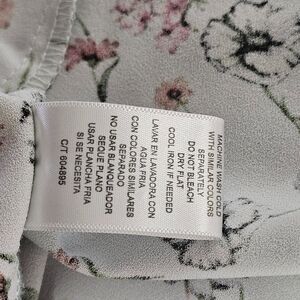 MACHINE WASH COLD
WITH SIMILAR COLORS
SEPARATELY
DO NOT BLEACH
DRY FLAT
COOL IRON IF NEEDED
LAVAR EN LAVADORA CON
AGUA FRIA
CON COLORES SIMILARES
SEPARADO
NO USAR BLANQUEADOR
SEQUE PLANO
USAR PLANCHA FRIA
SI SE NECESITA
C/T 604895